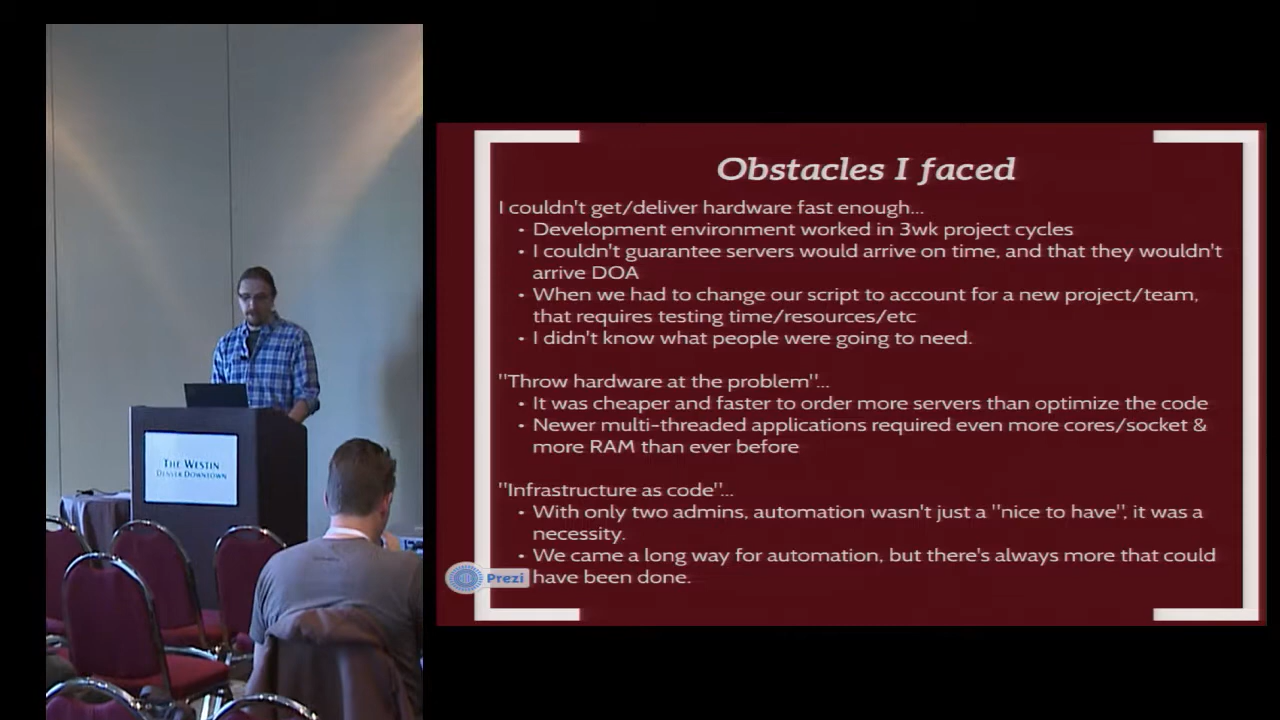 Obstacles I faced
I couldn't get/deliver hardware fast enough...
• Development environment worked in 3wk project cycles
• I couldn't guarantee servers would arrive on time, and that they wouldn't
arrive DOA
• When we had to change our script to account for a new project/team,
that requires testing time/resources/etc
• I didn't know what people were going to need.
"Throw hardware at the problem"...
• It was cheaper and faster to order more servers than optimize the code
• Newer multi-threaded applications required even more cores/socket &
more RAM than ever before
"Infrastructure as code"...
• With only two admins, automation wasn't just a "nice to have", it was a
necessity.
• We came a long way for automation, but there's always more that could
have been done.
Prezi
THE WESTIN
DENVER DOWNTOWN